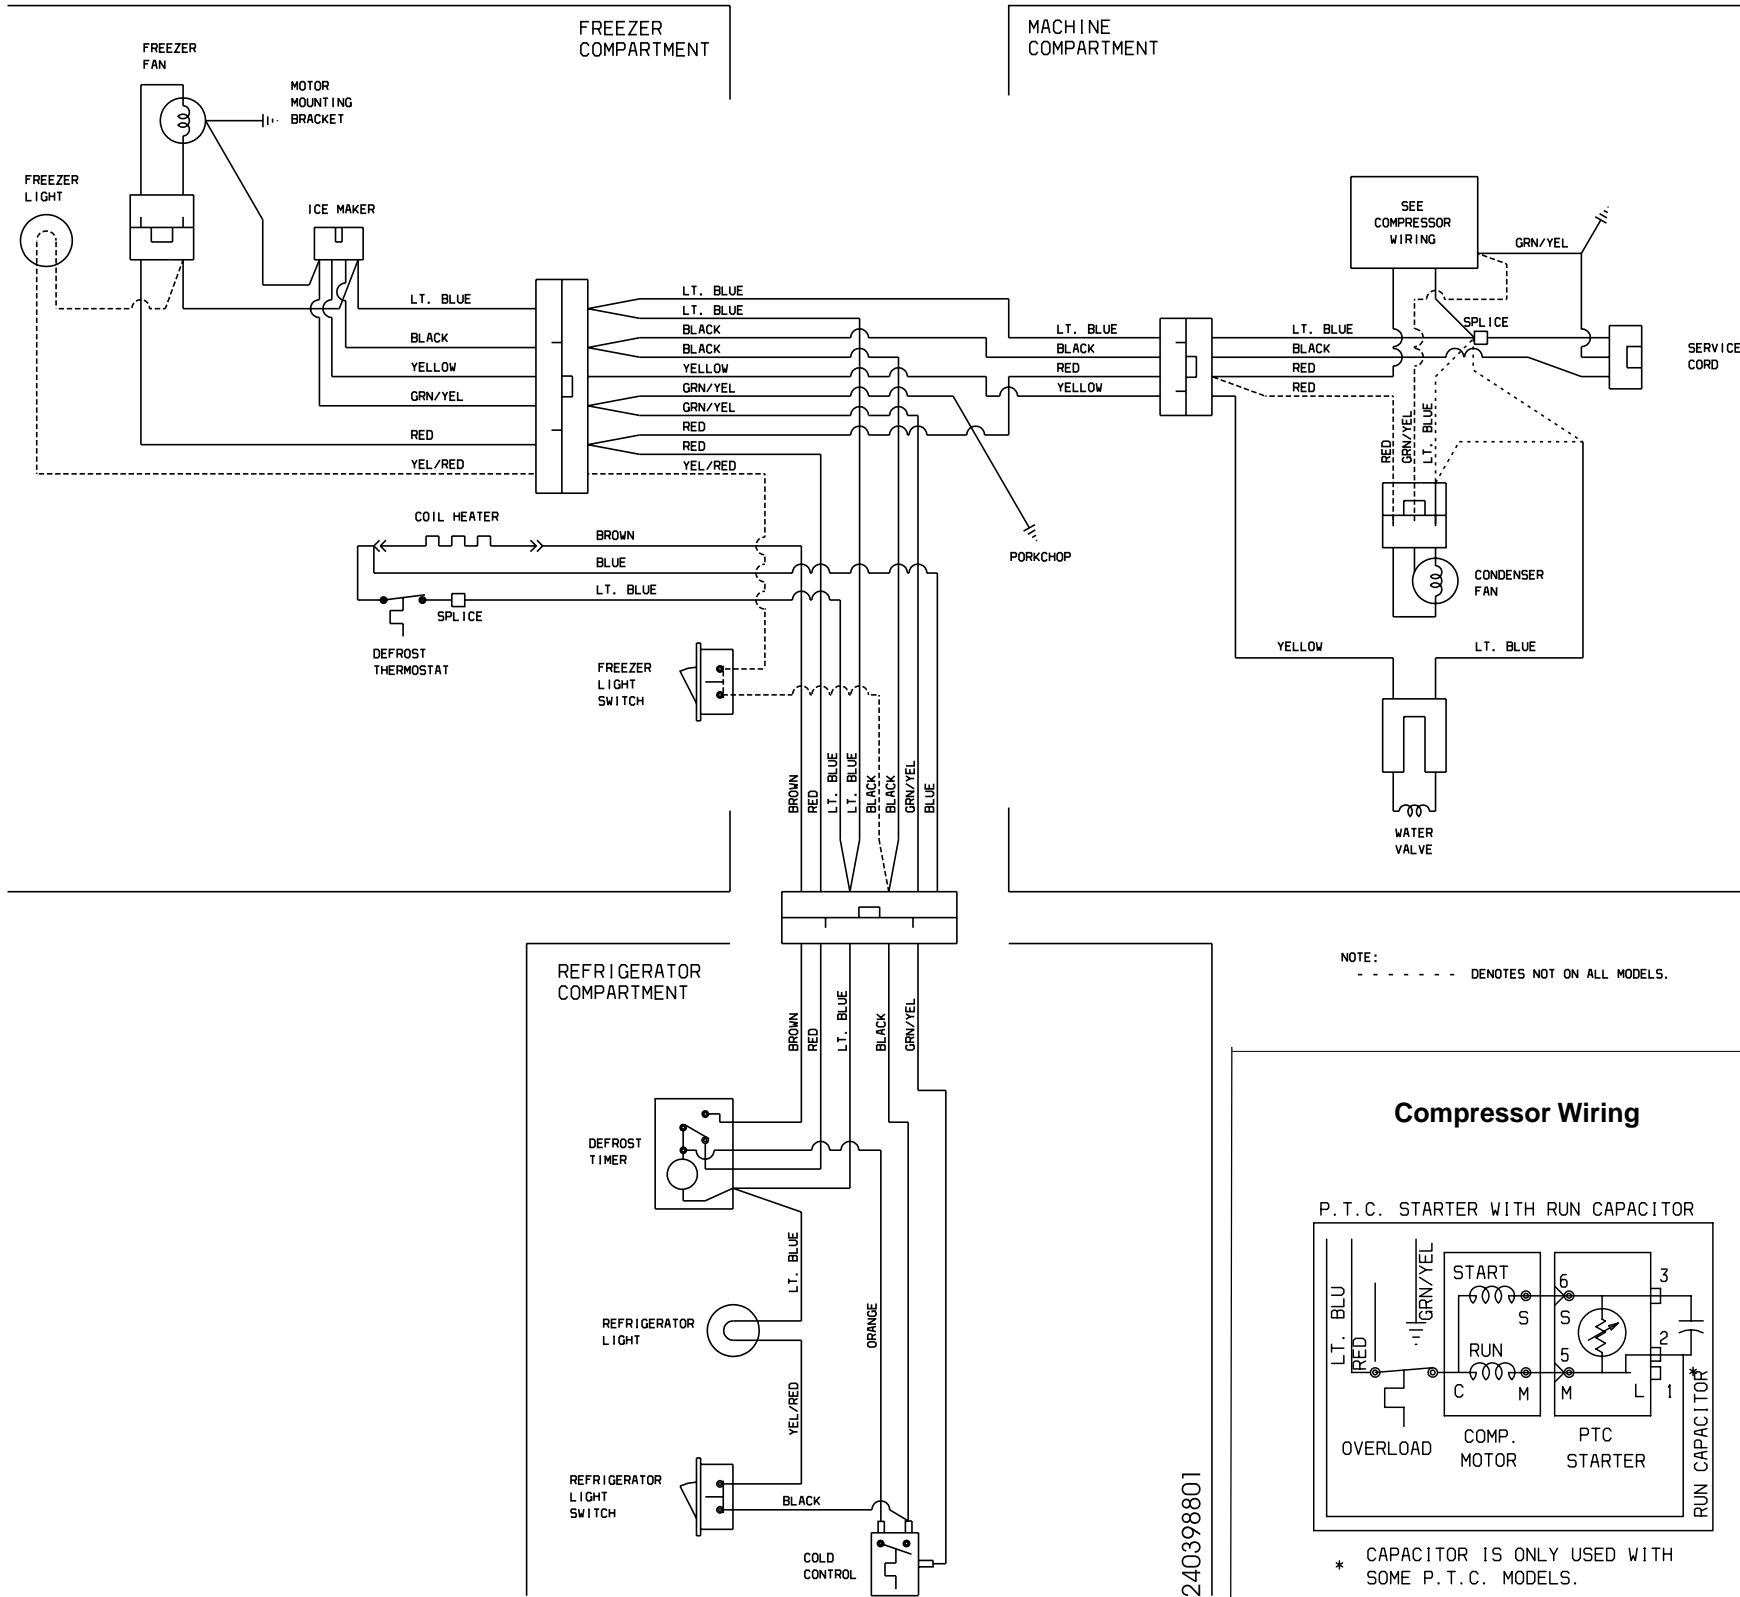 FREEZER
COMPARTMENT
MACHINE
COMPARTMENT
FREEZER
FAN
MOTOR
MOUNTING
BRACKET
FREEZER
LIGHT
ICE MAKER
LT. BLUE
BLACK
YELLOW
GRN/YEL
RED
YEL/RED
LT. BLUE
LT. BLUE
BLACK
BLACK
YELLOW
GRN/YEL
GRN/YEL
RED
RED
YEL/RED
LT. BLUE
BLACK
RED
YELLOW
SEE
COMPRESSOR
WIRING
GRN/YEL
SPLICE
LT. BLUE
BLACK
RED
RED
SERVICE
CORD
RED
GRN/YEL
LT. BLUE
CONDENSER
FAN
YELLOW
LT. BLUE
WATER
VALVE
PORKCHOP
COIL HEATER
BROWN
BLUE
LT. BLUE
SPLICE
DEFROST
THERMOSTAT
FREEZER
LIGHT
SWITCH
BROWN
RED
LT. BLUE
LT. BLUE
BLACK
BLACK
GRN/YEL
BLUE
REFRIGERATOR
COMPARTMENT
BROWN
RED
LT. BLUE
BLACK
GRN/YEL
DEFROST
TIMER
LT. BLUE
REFRIGERATOR
LIGHT
ORANGE
YEL/RED
REFRIGERATOR
LIGHT
SWITCH
BLACK
COLD
CONTROL
240398801
NOTE:
- - - - - - - DENOTES NOT ON ALL MODELS.
Compressor Wiring
P.T.C. STARTER WITH RUN CAPACITOR
LT. BLU
RED
GRN/YEL
START
S
RUN
C
M
6
S
5
M
3
2
L
1
*
RUN CAPACITOR
OVERLOAD
COMP.
MOTOR
PTC
STARTER
* CAPACITOR IS ONLY USED WITH
SOME P.T.C. MODELS.